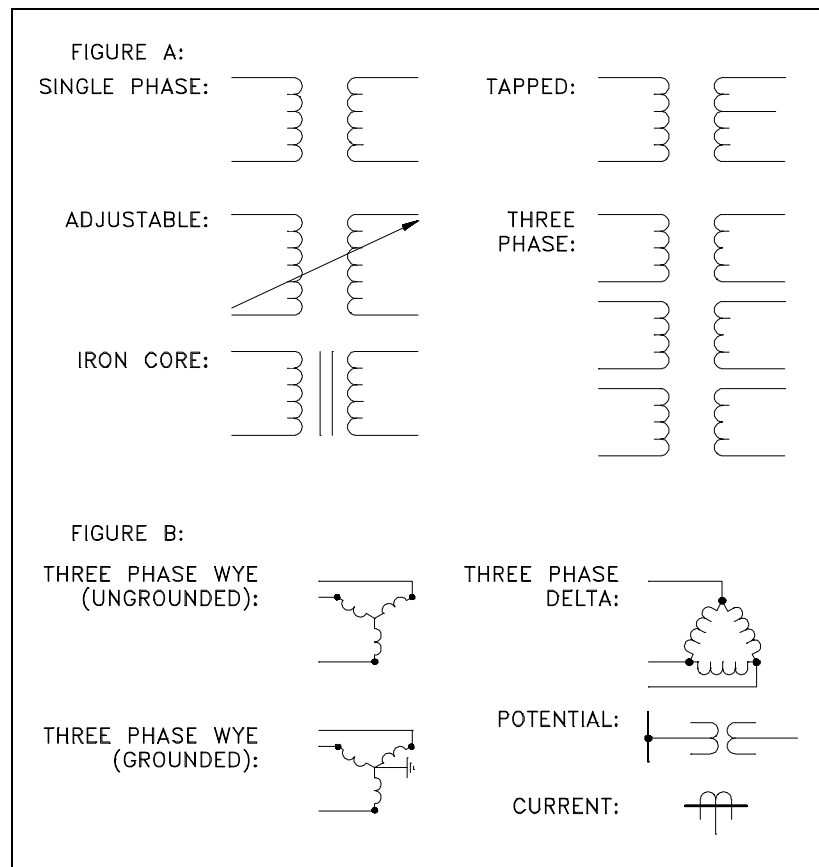 FIGURE A:
SINGLE PHASE:
TAPPED:
ADJUSTABLE:
THREE
PHASE:
IRON CORE:
FIGURE B:
THREE PHASE WYE
(UNGROUNDED):
THREE PHASE
DELTA:
THREE PHASE WYE
(GROUNDED):
POTENTIAL:
CURRENT: